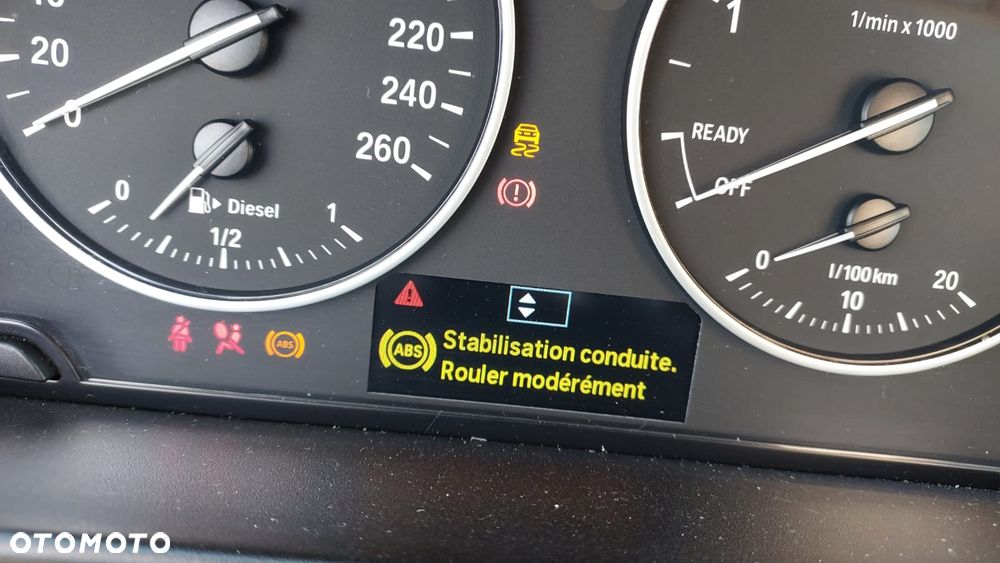 20
0
220
240
260
0
Diesel
1/2
1
1
1/min x 1000
READY
OFF
0
l/100km
10
20
ABS
ABS
Stabilisation conduite.
Rouler modérément
OTOMOTO